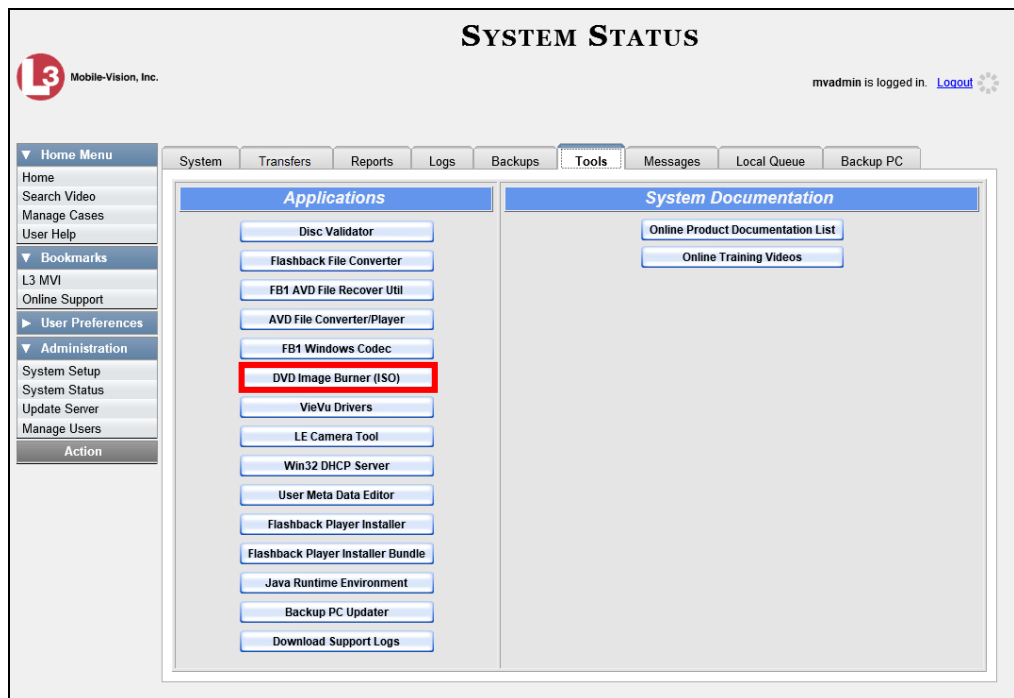 SYSTEM STATUS
L3 Mobile-Vision, Inc.
mvadmin is logged in. Logout
Home Menu
Home
Search Video
Manage Cases
User Help
Bookmarks
L3 MVI
Online Support
User Preferences
Administration
System Setup
System Status
Update Server
Manage Users
Action
System Transfers Reports Logs Backups Tools Messages Local Queue Backup PC
Applications
Disc Validator
Flashback File Converter
FB1 AVD File Recover Util
AVD File Converter/Player
FB1 Windows Codec
DVD Image Burner (ISO)
VieVu Drivers
LE Camera Tool
Win32 DHCP Server
User Meta Data Editor
Flashback Player Installer
Flashback Player Installer Bundle
Java Runtime Environment
Backup PC Updater
Download Support Logs
System Documentation
Online Product Documentation List
Online Training Videos